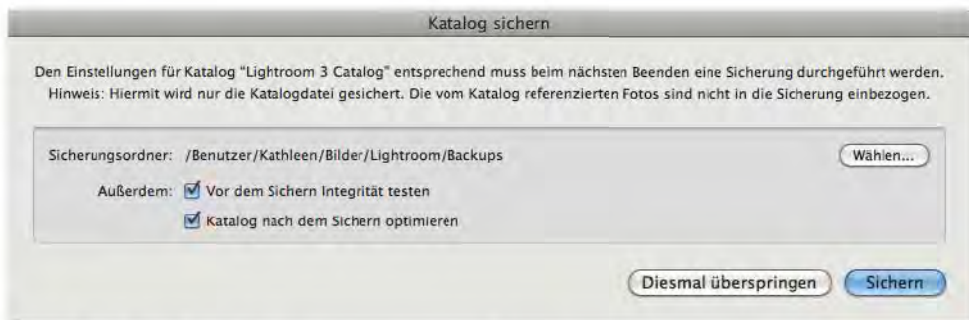 Katalog sichern
Den Einstellungen für Katalog "Lightroom 3 Catalog" entsprechend muss beim nächsten Beenden eine Sicherung durchgeführt werden.
Hinweis: Hiermit wird nur die Katalogdatei gesichert. Die vom Katalog referenzierten Fotos sind nicht in die Sicherung einbezogen.
Sicherungsordner: /Benutzer/Kathleen/Bilder/Lightroom/Backups Wählen...
Außerdem: Vor dem Sichern Integrität testen
Katalog nach dem Sichern optimieren
Diesmal überspringen Sichern